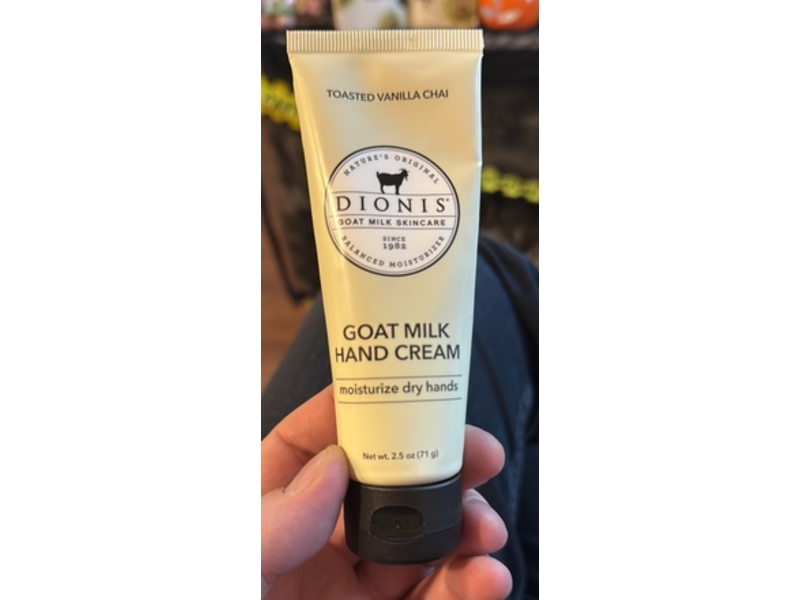 TOASTED VANILLA CHAI
NATURE'S ORIGINAL
DIONIS
GOAT MILK SKINCARE
SINCE
1982
BALANCED MOISTURIZER
GOAT MILK
HAND CREAM
moisturize dry hands
Net wt. 2.5 oz (71 g)